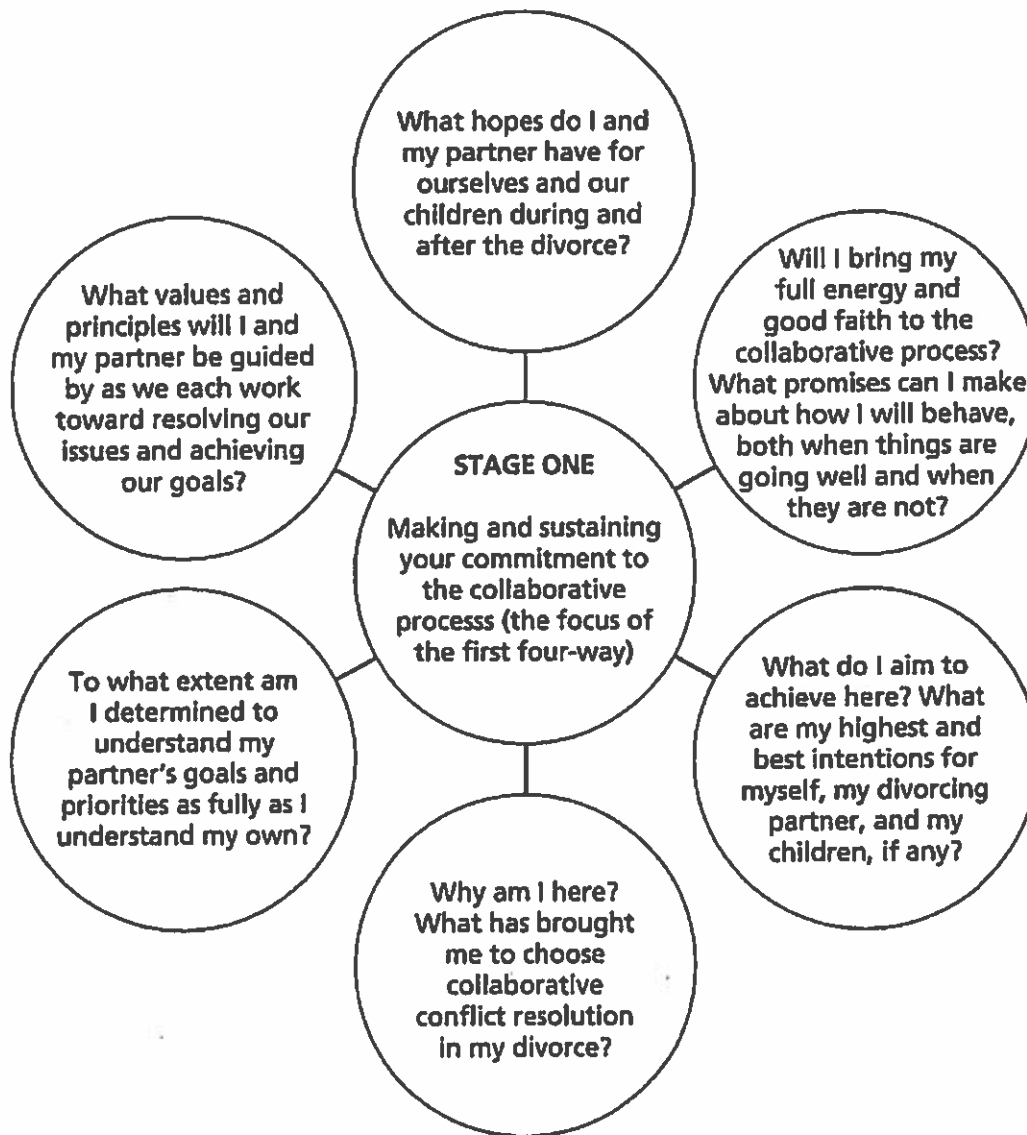 What hopes do I and
my partner have for
ourselves and our
children during and
after the divorce?
Will I bring my
full energy and
good faith to the
collaborative process?
What promises can I make
about how I will behave,
both when things are
going well and when
they are not?
What do I aim to
achieve here? What
are my highest and
best intentions for
myself, my divorcing
partner, and my
children, if any?
Why am I here?
What has brought
me to choose
collaborative
conflict resolution
in my divorce?
To what extent am
I determined to
understand my
partner's goals and
priorities as fully as I
understand my own?
What values and
principles will I and
my partner be guided
by as we each work
toward resolving our
issues and achieving
our goals?
STAGE ONE
Making and sustaining
your commitment to
the collaborative
processs (the focus of
the first four-way)